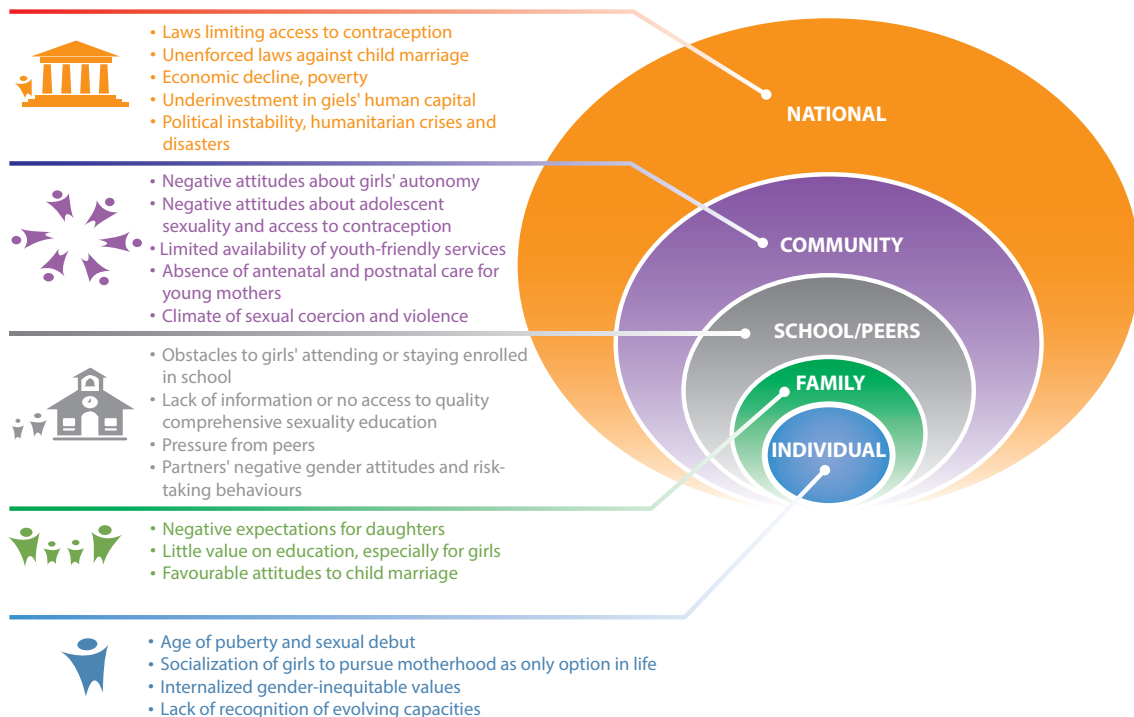 • Laws limiting access to contraception
• Unenforced laws against child marriage
• Economic decline, poverty
• Underinvestment in giels' human capital
• Political instability, humanitarian crises and
disasters
NATIONAL
• Negative attitudes about girls' autonomy
• Negative attitudes about adolescent
sexuality and access to contraception
• Limited availability of youth-friendly services
• Absence of antenatal and postnatal care for
young mothers
• Climate of sexual coercion and violence
COMMUNITY
• Obstacles to girls' attending or staying enrolled
in school
• Lack of information or no access to quality
comprehensive sexuality education
• Pressure from peers
• Partners' negative gender attitudes and risk-
taking behaviours
SCHOOL/PEERS
• Negative expectations for daughters
• Little value on education, especially for girls
• Favourable attitudes to child marriage
FAMILY
• Age of puberty and sexual debut
• Socialization of girls to pursue motherhood as only option in life
• Internalized gender-inequitable values
• Lack of recognition of evolving capacities
INDIVIDUAL